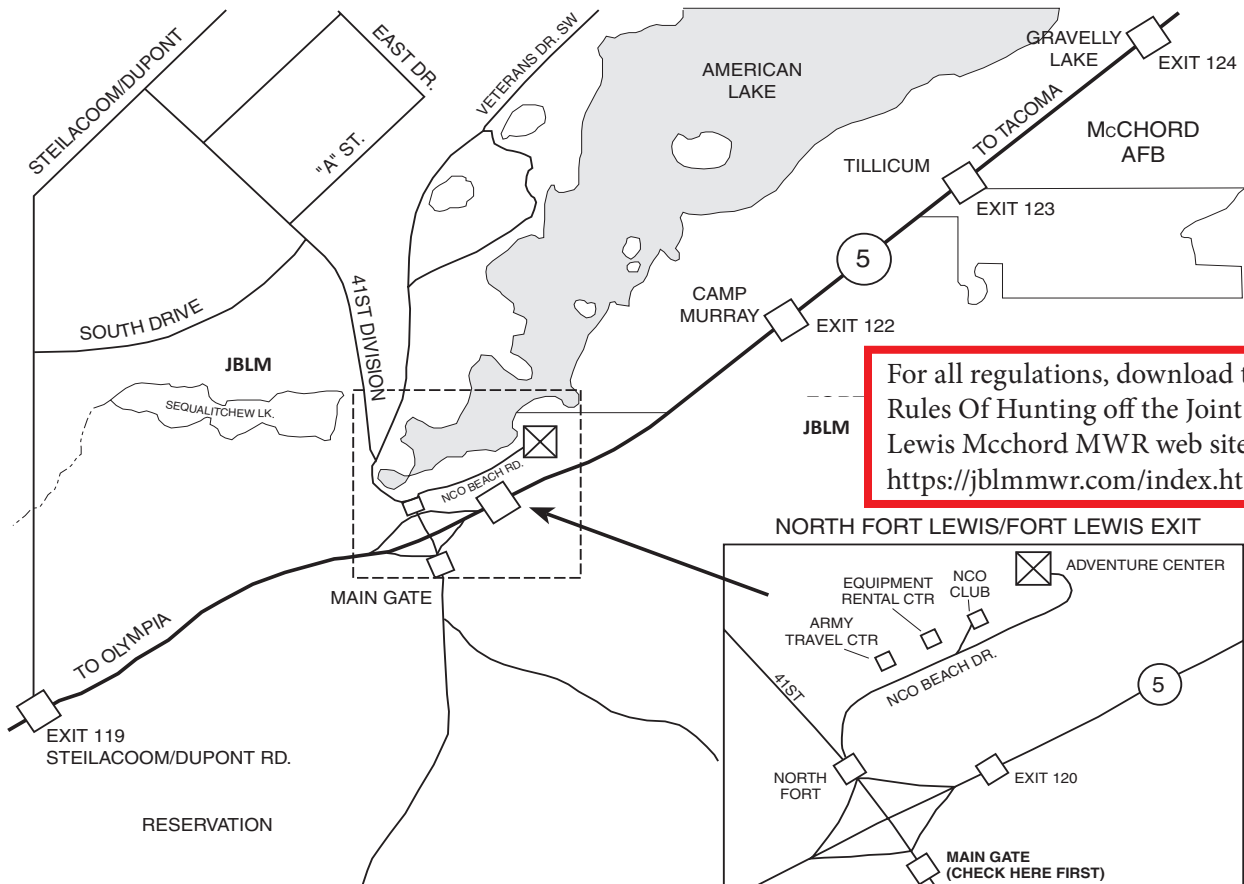 STEILACOOM/DUPONT
EAST DR.
"A" ST.
VETERANS DR. SW
AMERICAN
LAKE
GRAVELLY
LAKE
EXIT 124
TO TACOMA
McCHORD
AFB
TILLICUM
EXIT 123
5
CAMP
MURRAY
EXIT 122
SOUTH DRIVE
41ST DIVISION
JBLM
SEQUALITCHEW LK.
JBLM
For all regulations, download t
Rules Of Hunting off the Joint
Lewis Mcchord MWR web site
https://jblmmwr.com/index.ht
NCO BEACH RD.
MAIN GATE
TO OLYMPIA
EXIT 119
STEILACOOM/DUPONT RD.
RESERVATION
NORTH FORT LEWIS/FORT LEWIS EXIT
ADVENTURE CENTER
EQUIPMENT
RENTAL CTR
NCO
CLUB
ARMY
TRAVEL CTR
NCO BEACH DR.
41ST
5
NORTH
FORT
EXIT 120
MAIN GATE
(CHECK HERE FIRST)